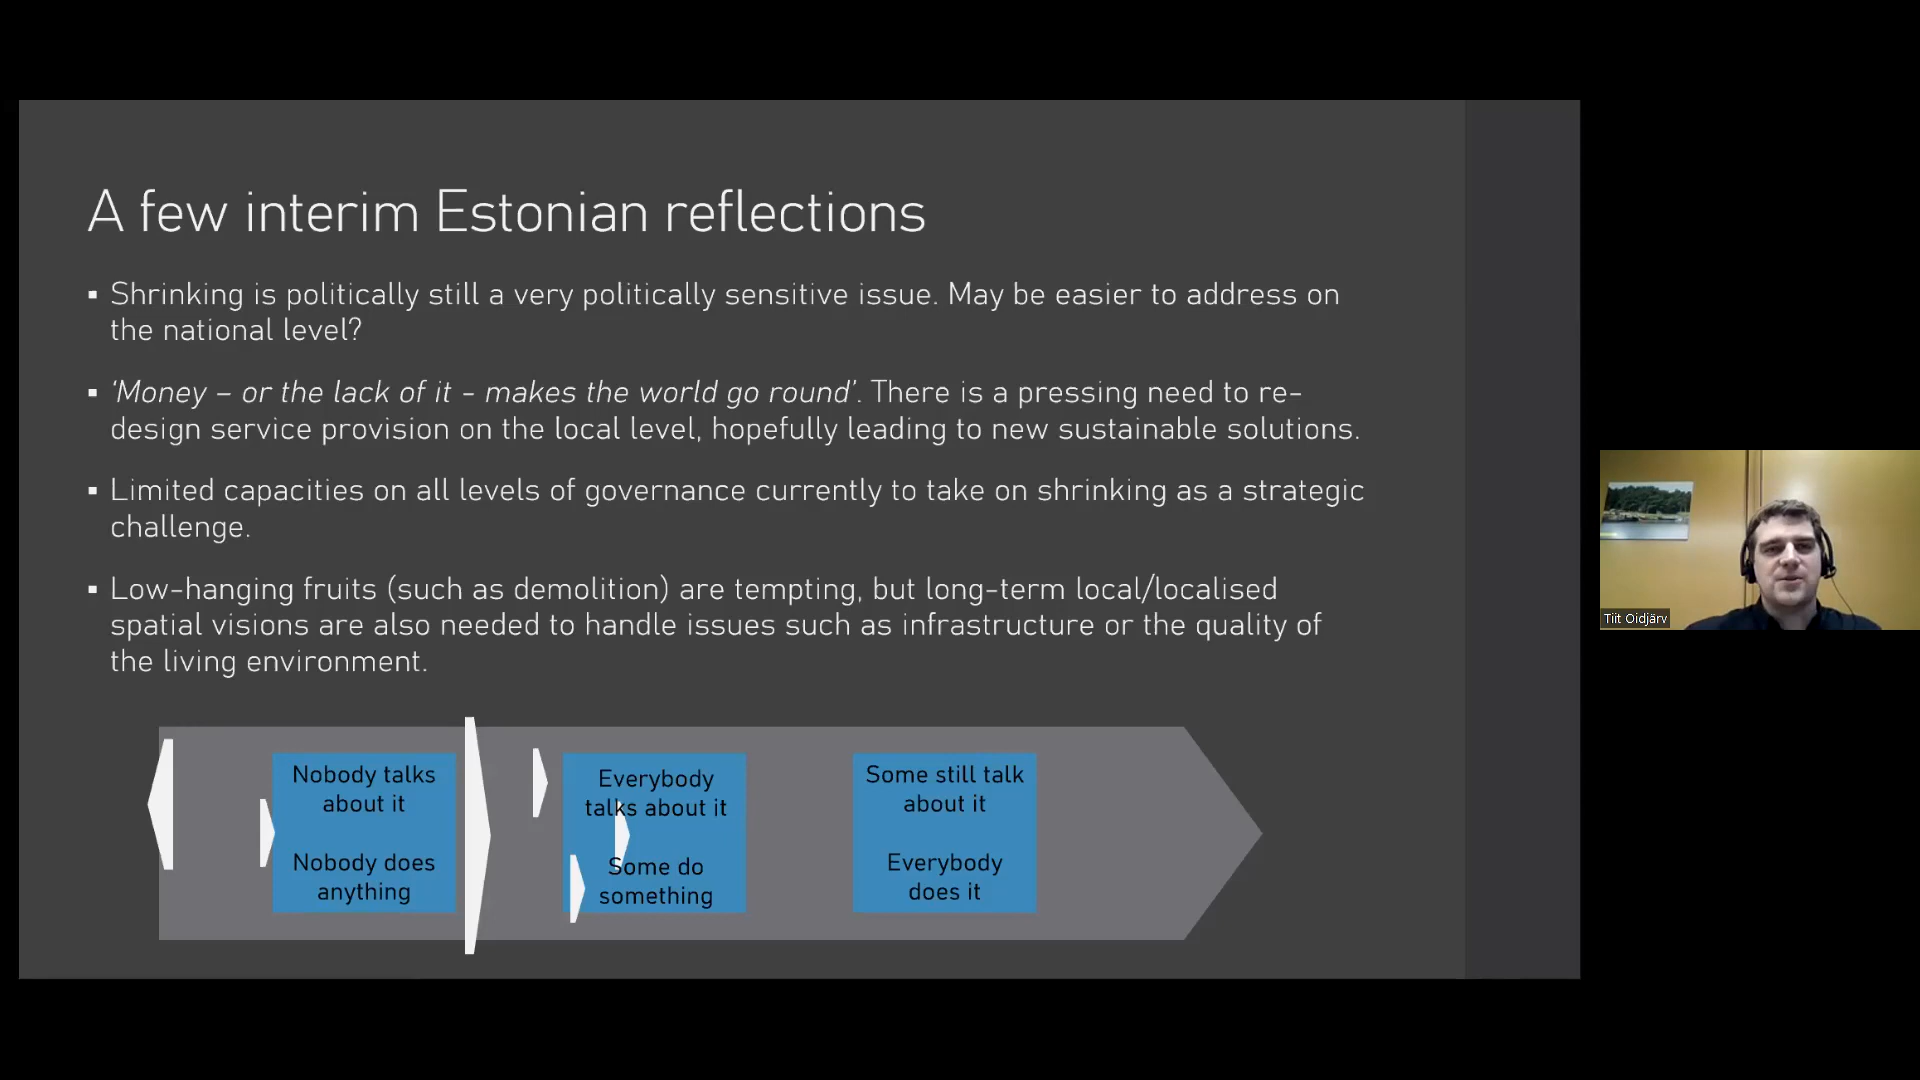 A few interim Estonian reflections
▪ Shrinking is politically still a very politically sensitive issue. May be easier to address on
the national level?
▪ ‘Money – or the lack of it - makes the world go round’. There is a pressing need to re-
design service provision on the local level, hopefully leading to new sustainable solutions.
▪ Limited capacities on all levels of governance currently to take on shrinking as a strategic
challenge.
▪ Low-hanging fruits (such as demolition) are tempting, but long-term local/localised
spatial visions are also needed to handle issues such as infrastructure or the quality of
the living environment.
Nobody talks
about it
Nobody does
anything
Everybody
talks about it
Some do
something
Some still talk
about it
Everybody
does it
Tiit Oidjärv